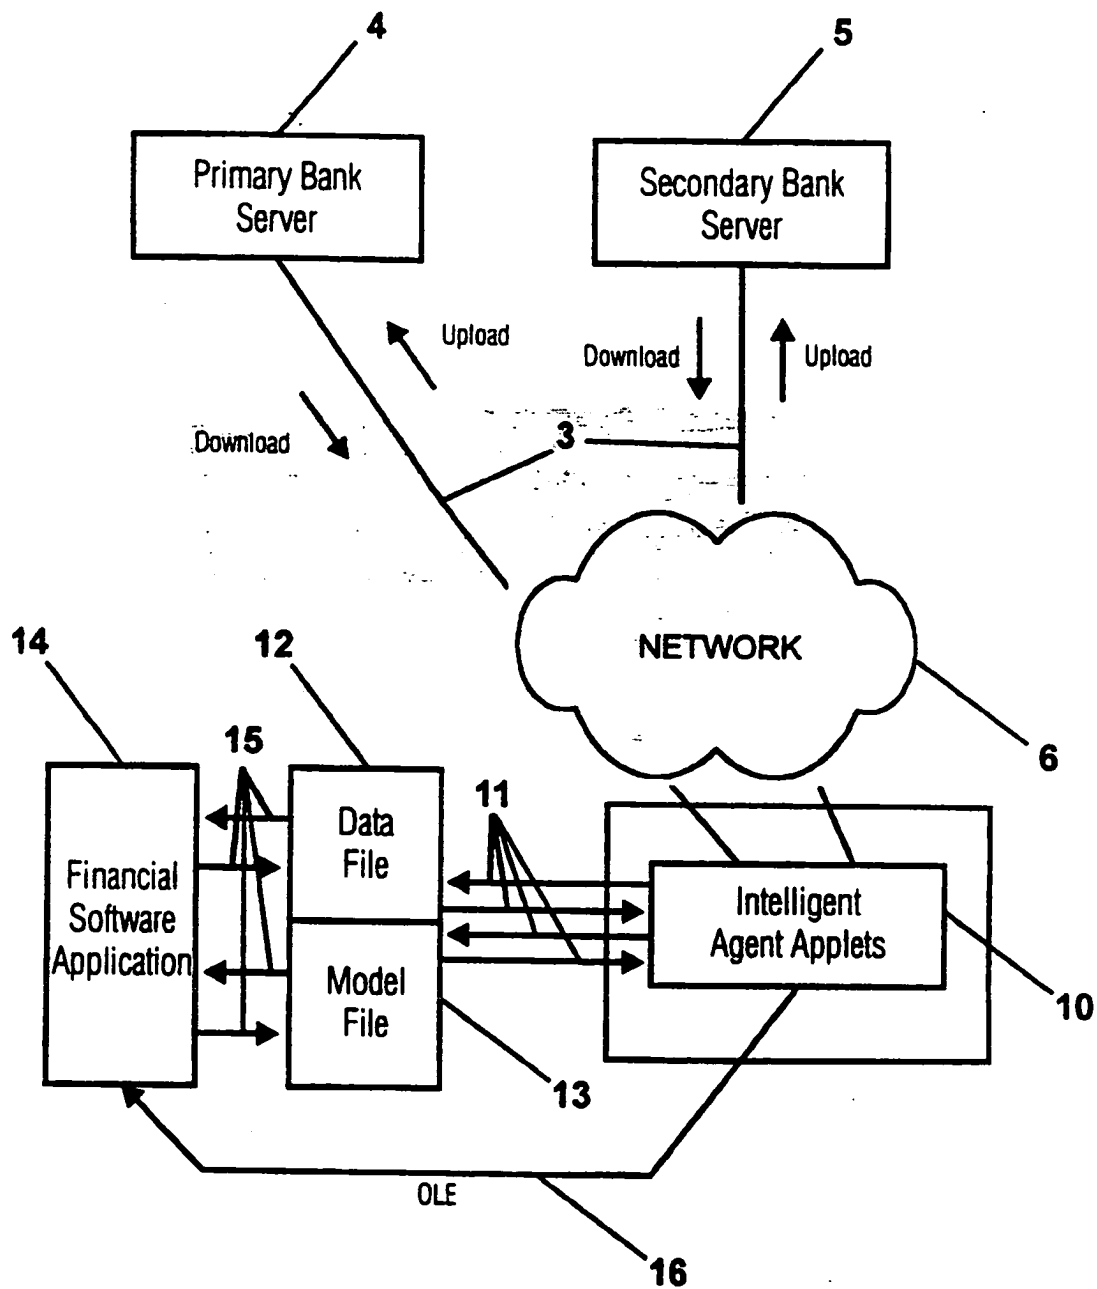 4
5
Primary Bank
Server
Secondary Bank
Server
Upload
Download
Download
Upload
3
NETWORK
6
14
12
15
11
Financial
Software
Application
Data
File
Model
File
Intelligent
Agent Applets
10
13
OLE
16